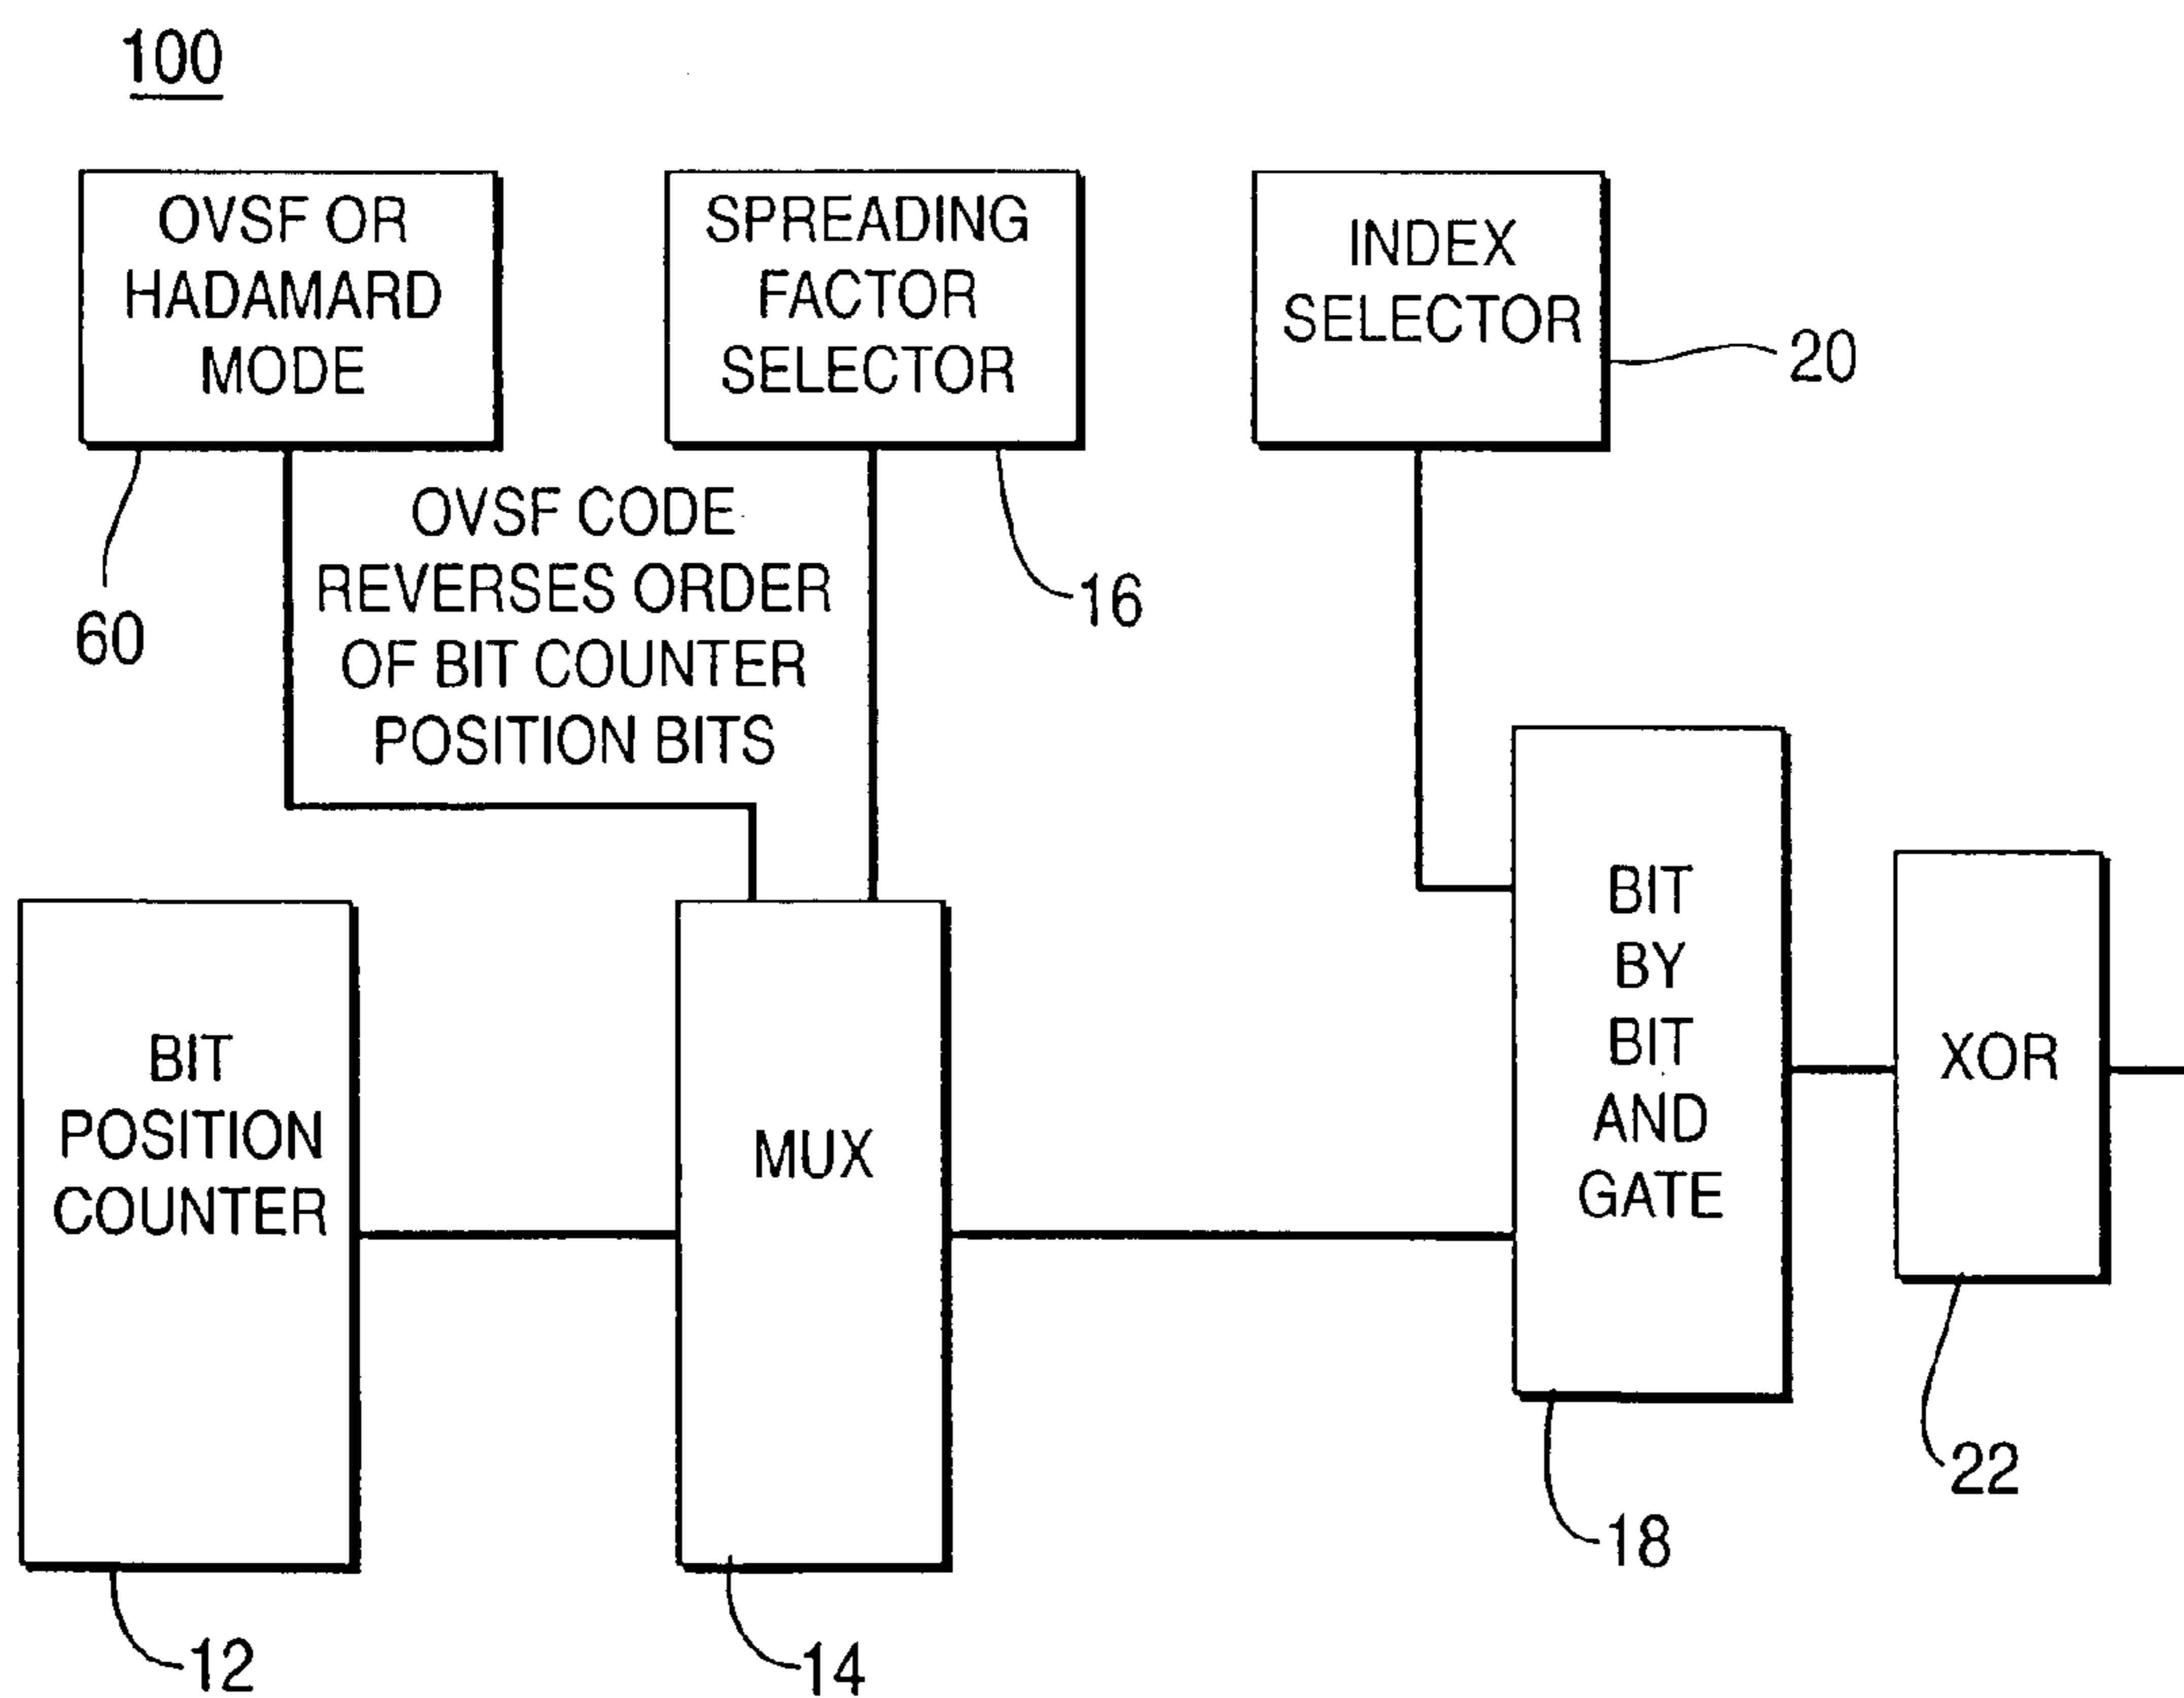 100
OVSF OR
HADAMARD
MODE
60
SPREADING
FACTOR
SELECTOR
16
INDEX
SELECTOR
20
OVSF CODE
REVERSES ORDER
OF BIT COUNTER
POSITION BITS
BIT
POSITION
COUNTER
12
MUX
14
BIT
BY
BIT
AND
GATE
18
XOR
22